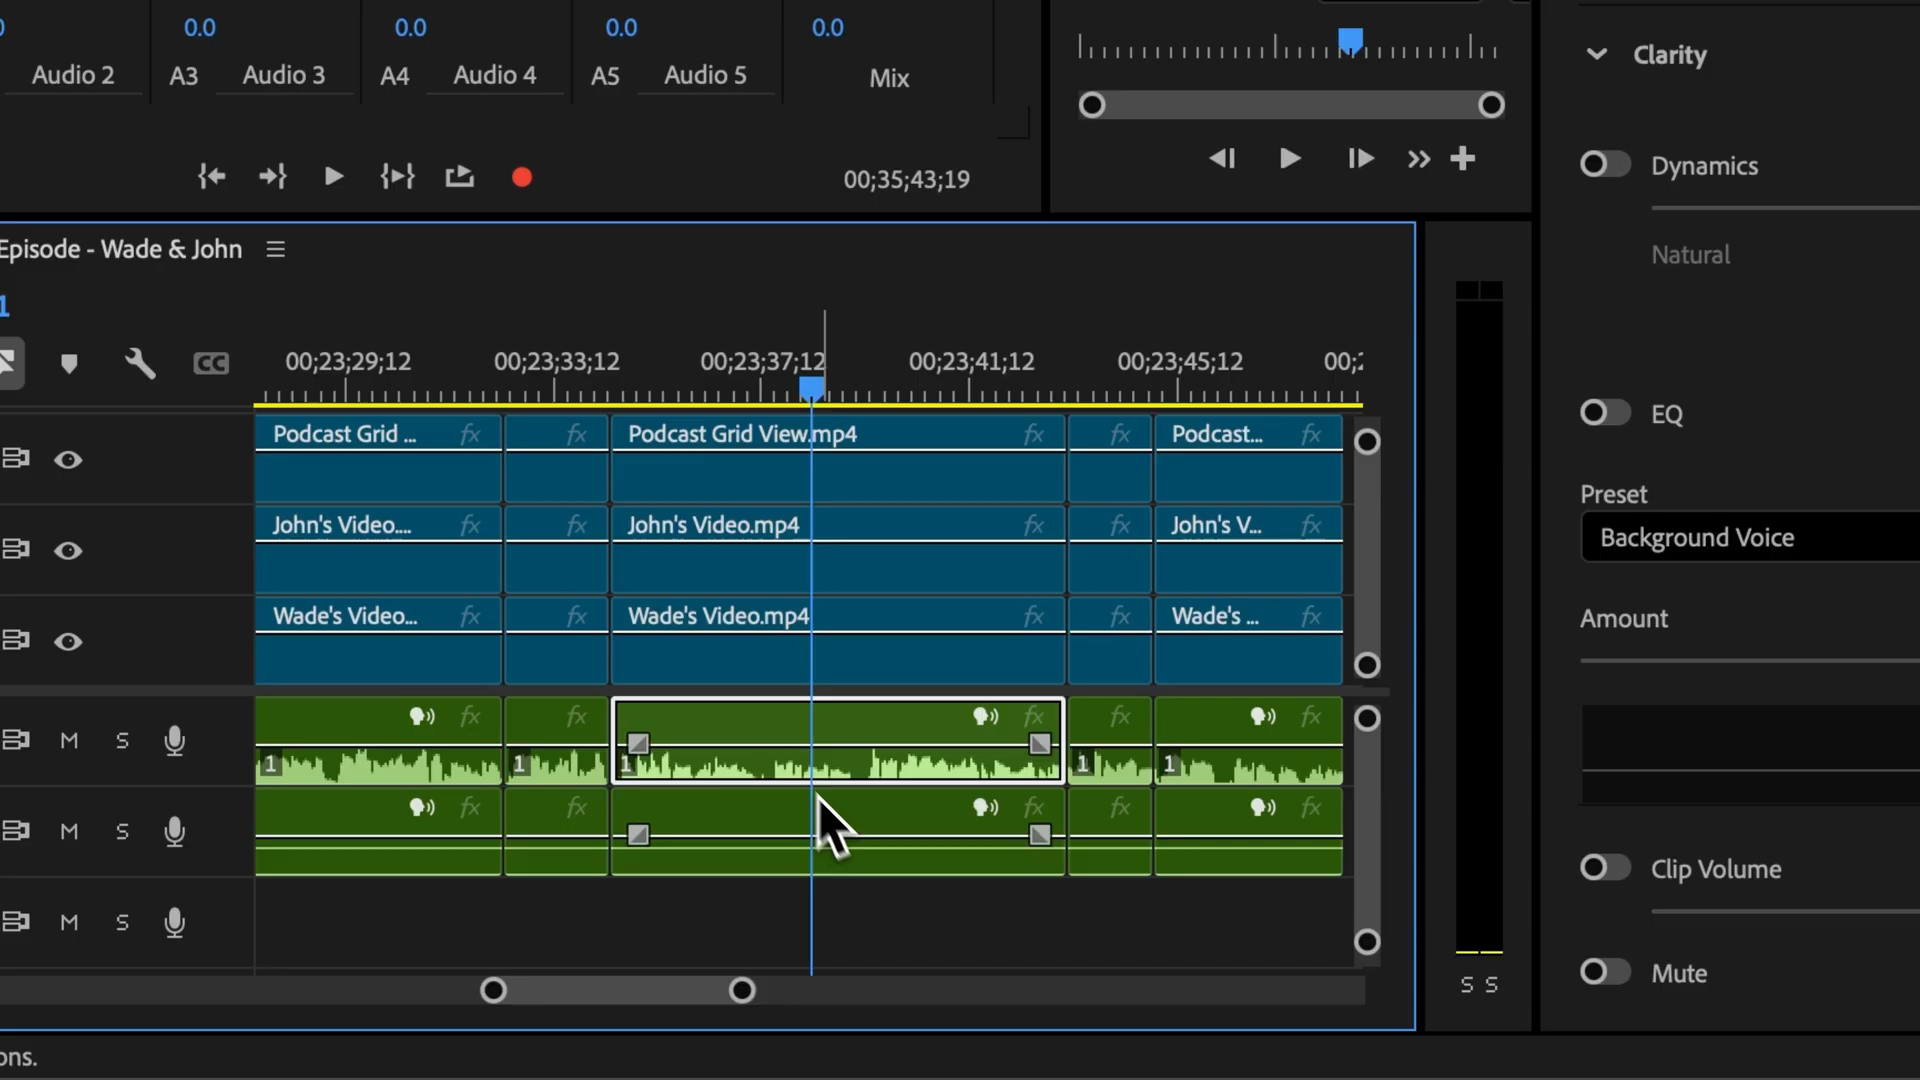 0.0 0.0 0.0 0.0
Audio 2 A3 Audio 3 A4 Audio 4 A5 Audio 5 Mix
00;35;43;19
Episode - Wade & John
1
CC
00;23;29;12 00;23;33;12 00;23;37;12 00;23;41;12 00;23;45;12 00;2
Podcast Grid ... fx fx Podcast Grid View.mp4 fx fx Podcast... fx
John's Video.... fx fx John's Video.mp4 fx fx John's V... fx
Wade's Video... fx fx Wade's Video.mp4 fx fx Wade's ... fx
M S fx fx fx fx fx
1 1 1 1 1
M S fx fx fx fx fx
M S
S S
Clarity
Dynamics
Natural
EQ
Preset
Background Voice
Amount
Clip Volume
Mute
ons.